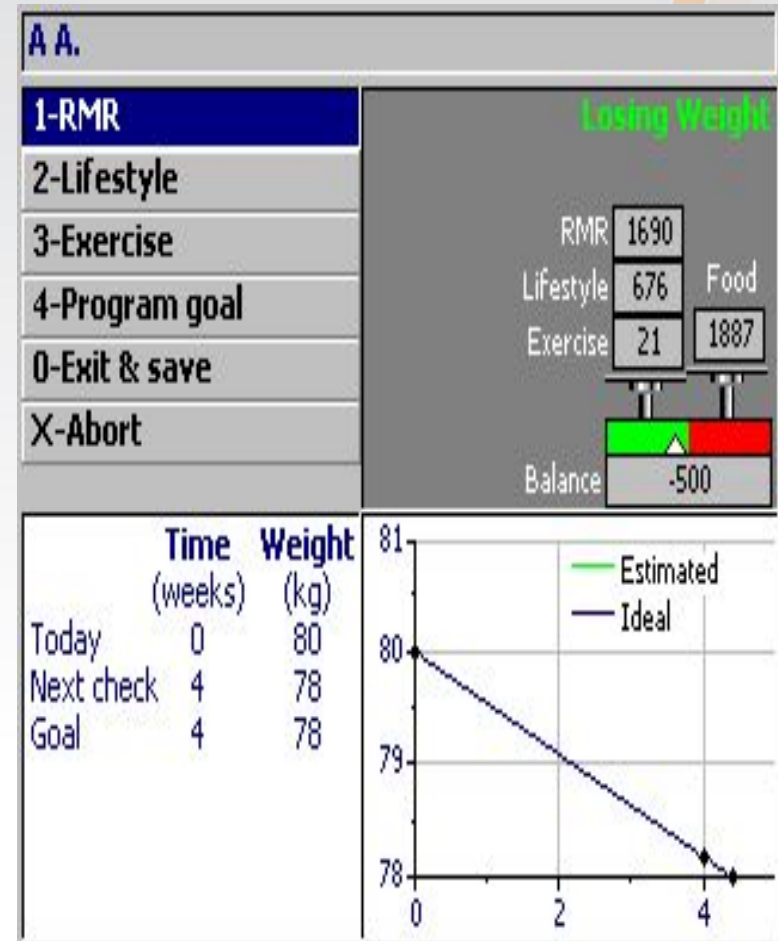 A A.
1-RMR
2-Lifestyle
3-Exercise
4-Program goal
0-Exit & save
X-Abort
Losing Weight
RMR 1690
Lifestyle 676 Food
Exercise 21 1887
Balance -500
Time Weight
(weeks) (kg)
Today 0 80
Next check 4 78
Goal 4 78
81
Estimated
Ideal
80
79
78
0 2 4